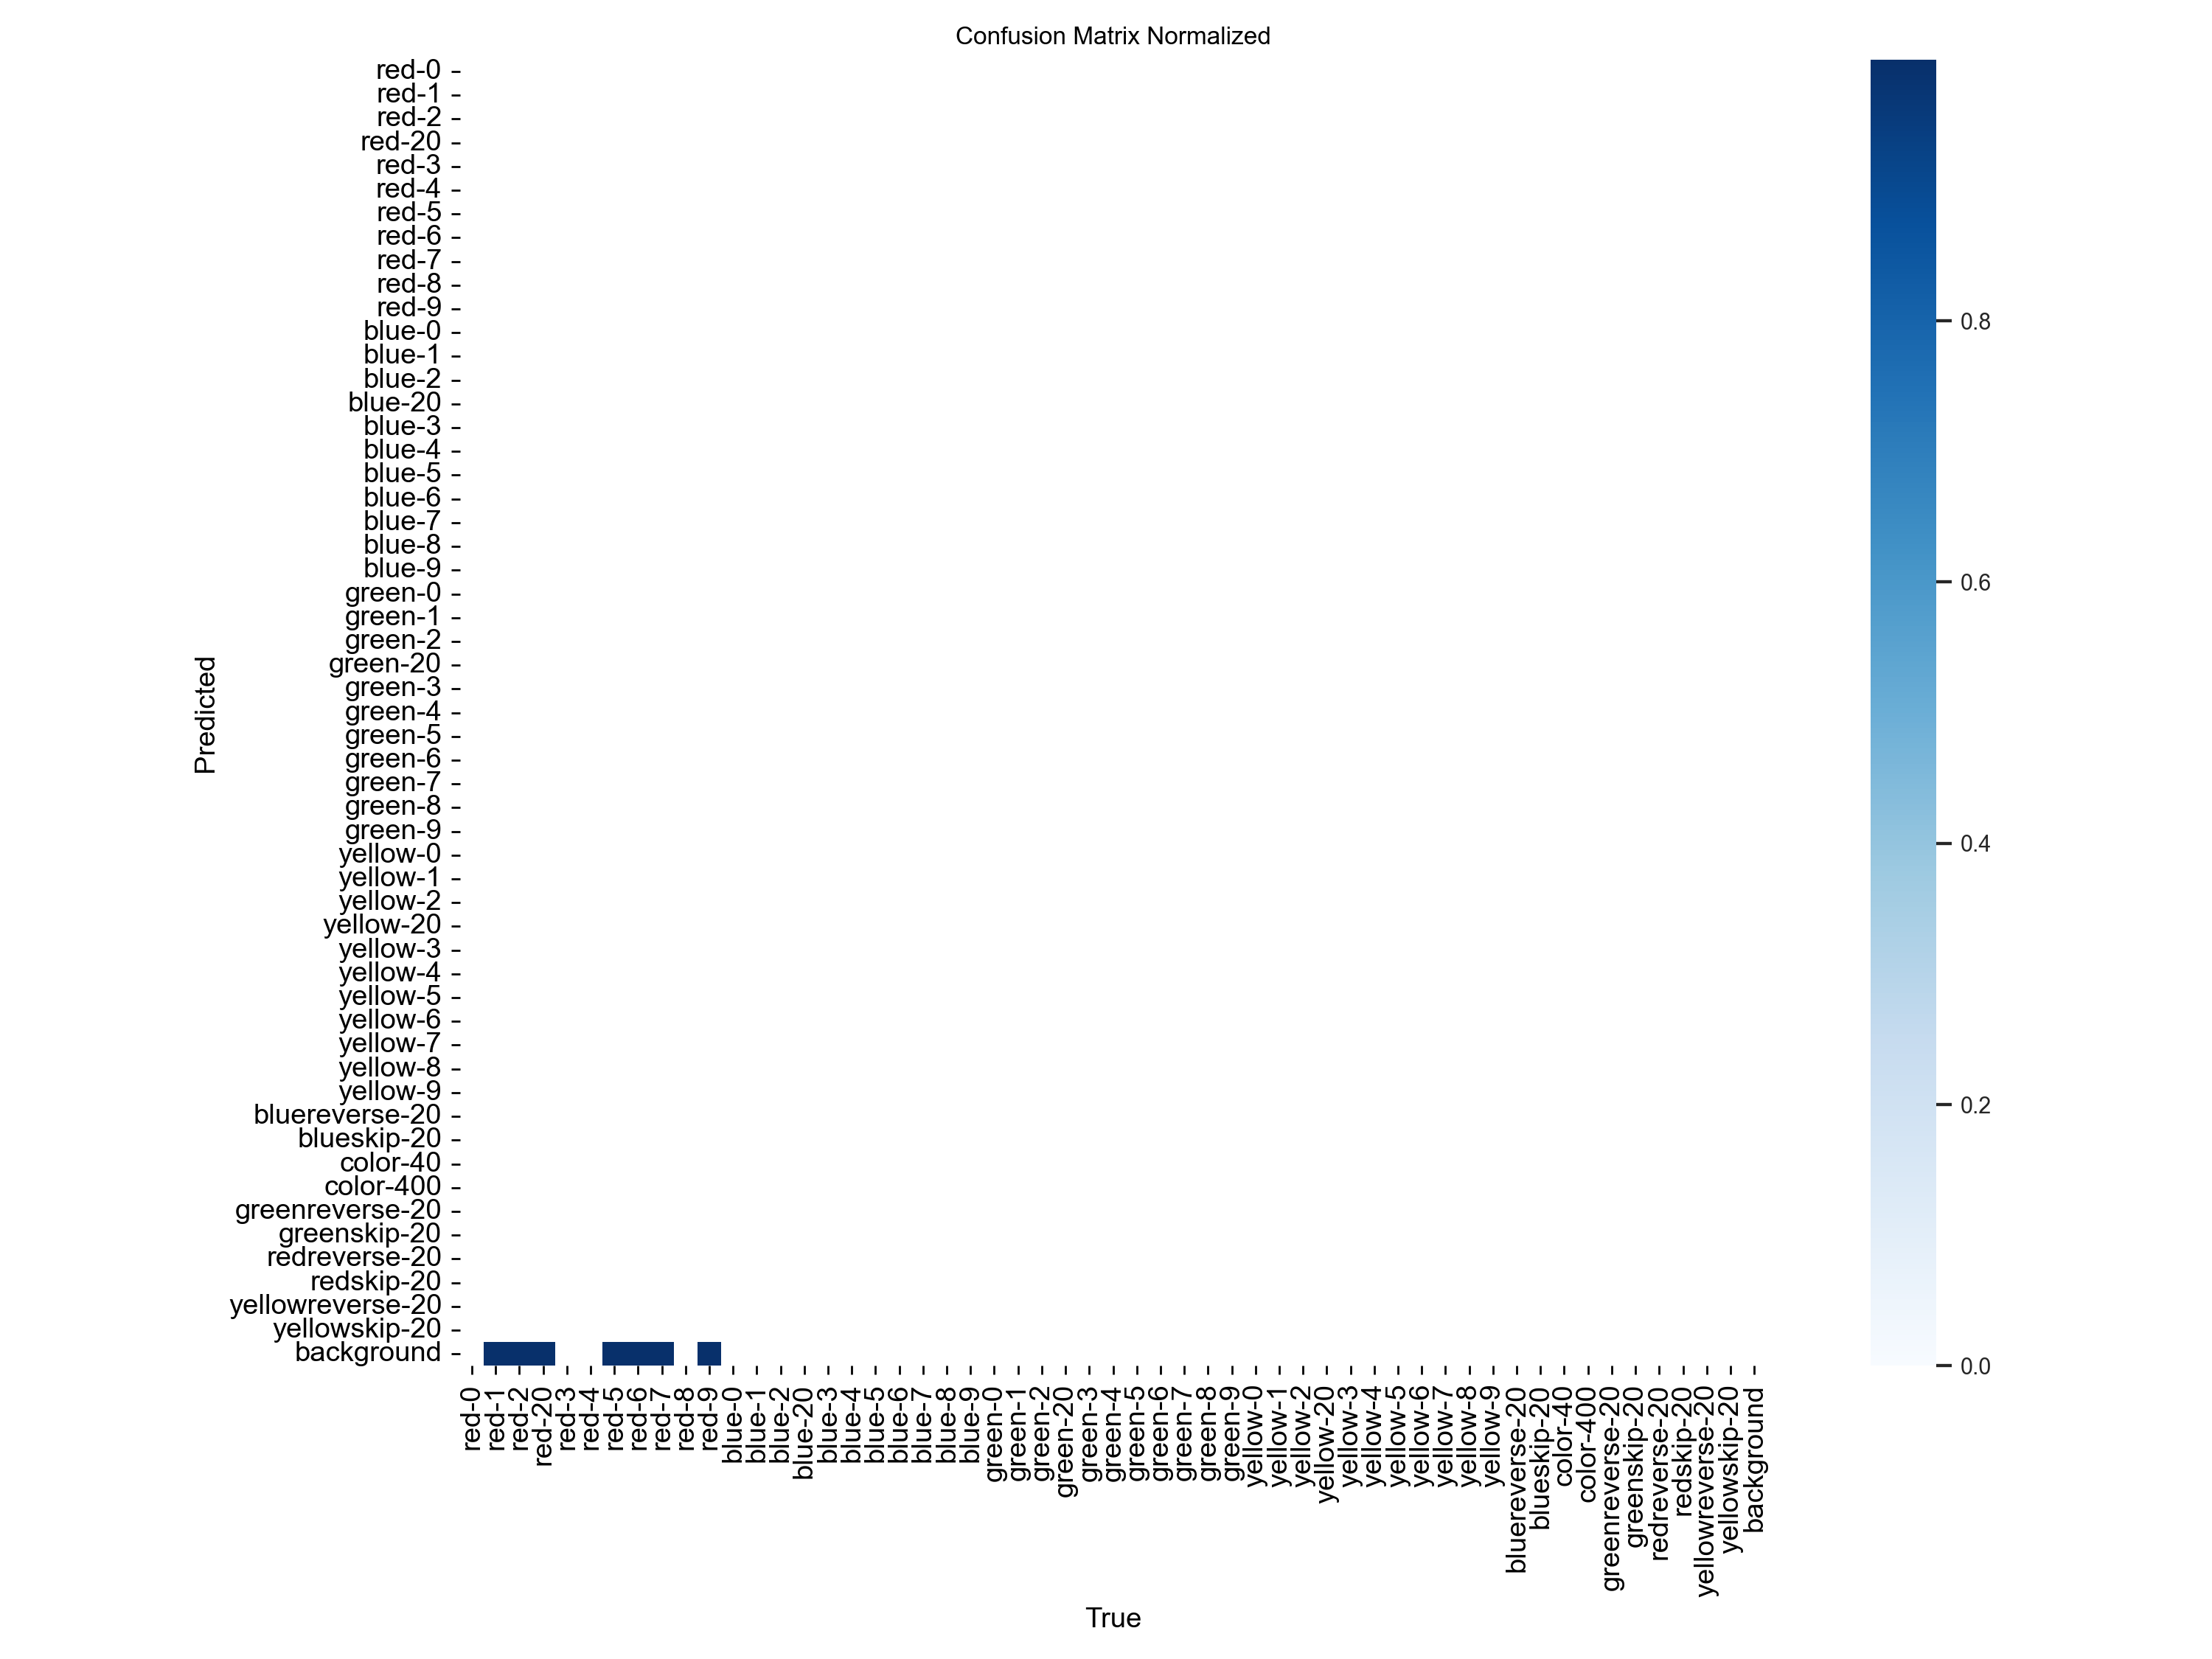 Confusion Matrix Normalized
red-0
red-1
red-2
red-20
red-3
red-4
red-5
red-6
red-7
red-8
red-9
blue-0
blue-1
blue-2
blue-20
blue-3
blue-4
blue-5
blue-6
blue-7
blue-8
blue-9
green-0
green-1
green-2
green-20
green-3
green-4
green-5
green-6
green-7
green-8
green-9
yellow-0
yellow-1
yellow-2
yellow-20
yellow-3
yellow-4
yellow-5
yellow-6
yellow-7
yellow-8
yellow-9
bluereverse-20
blueskip-20
color-40
color-400
greenreverse-20
greenskip-20
redreverse-20
redskip-20
yellowreverse-20
yellowskip-20
background
Predicted
red-0
red-1
red-2
red-20
red-3
red-4
red-5
red-6
red-7
red-8
red-9
blue-0
blue-1
blue-2
blue-20
blue-3
blue-4
blue-5
blue-6
blue-7
blue-8
blue-9
green-0
green-1
green-2
green-20
green-3
green-4
green-5
green-6
green-7
green-8
green-9
yellow-0
yellow-1
yellow-2
yellow-20
yellow-3
yellow-4
yellow-5
yellow-6
yellow-7
yellow-8
yellow-9
bluereverse-20
blueskip-20
color-40
color-400
greenreverse-20
greenskip-20
redreverse-20
redskip-20
yellowreverse-20
yellowskip-20
background
True
0.8
0.6
0.4
0.2
0.0